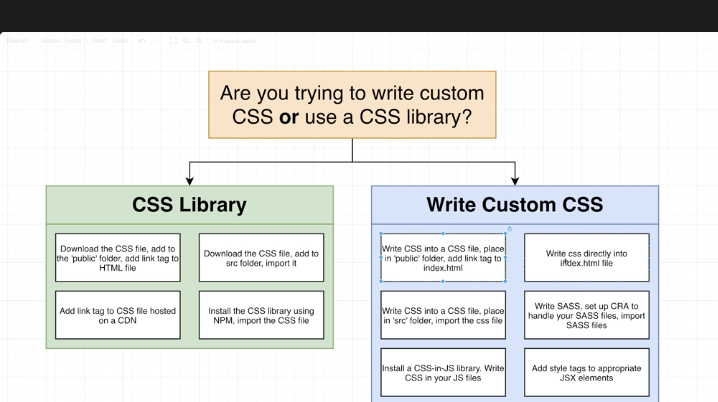 Are you trying to write custom
CSS or use a CSS library?
CSS Library
Write Custom CSS
Download the CSS file, add to
the 'public' folder, add link tag to
HTML file
Download the CSS file, add to
src folder, import it
Add link tag to CSS file hosted
on a CDN
Install the CSS library using
NPM, import the CSS file
Write CSS into a CSS file, place
in 'public' folder, add link tag to
index.html
Write css directly into
index.html file
Write CSS into a CSS file, place
in 'src' folder, import the css file
Write SASS, set up CRA to
handle your SASS files, import
SASS files
Install a CSS-in-JS library. Write
CSS in your JS files
Add style tags to appropriate
JSX elements